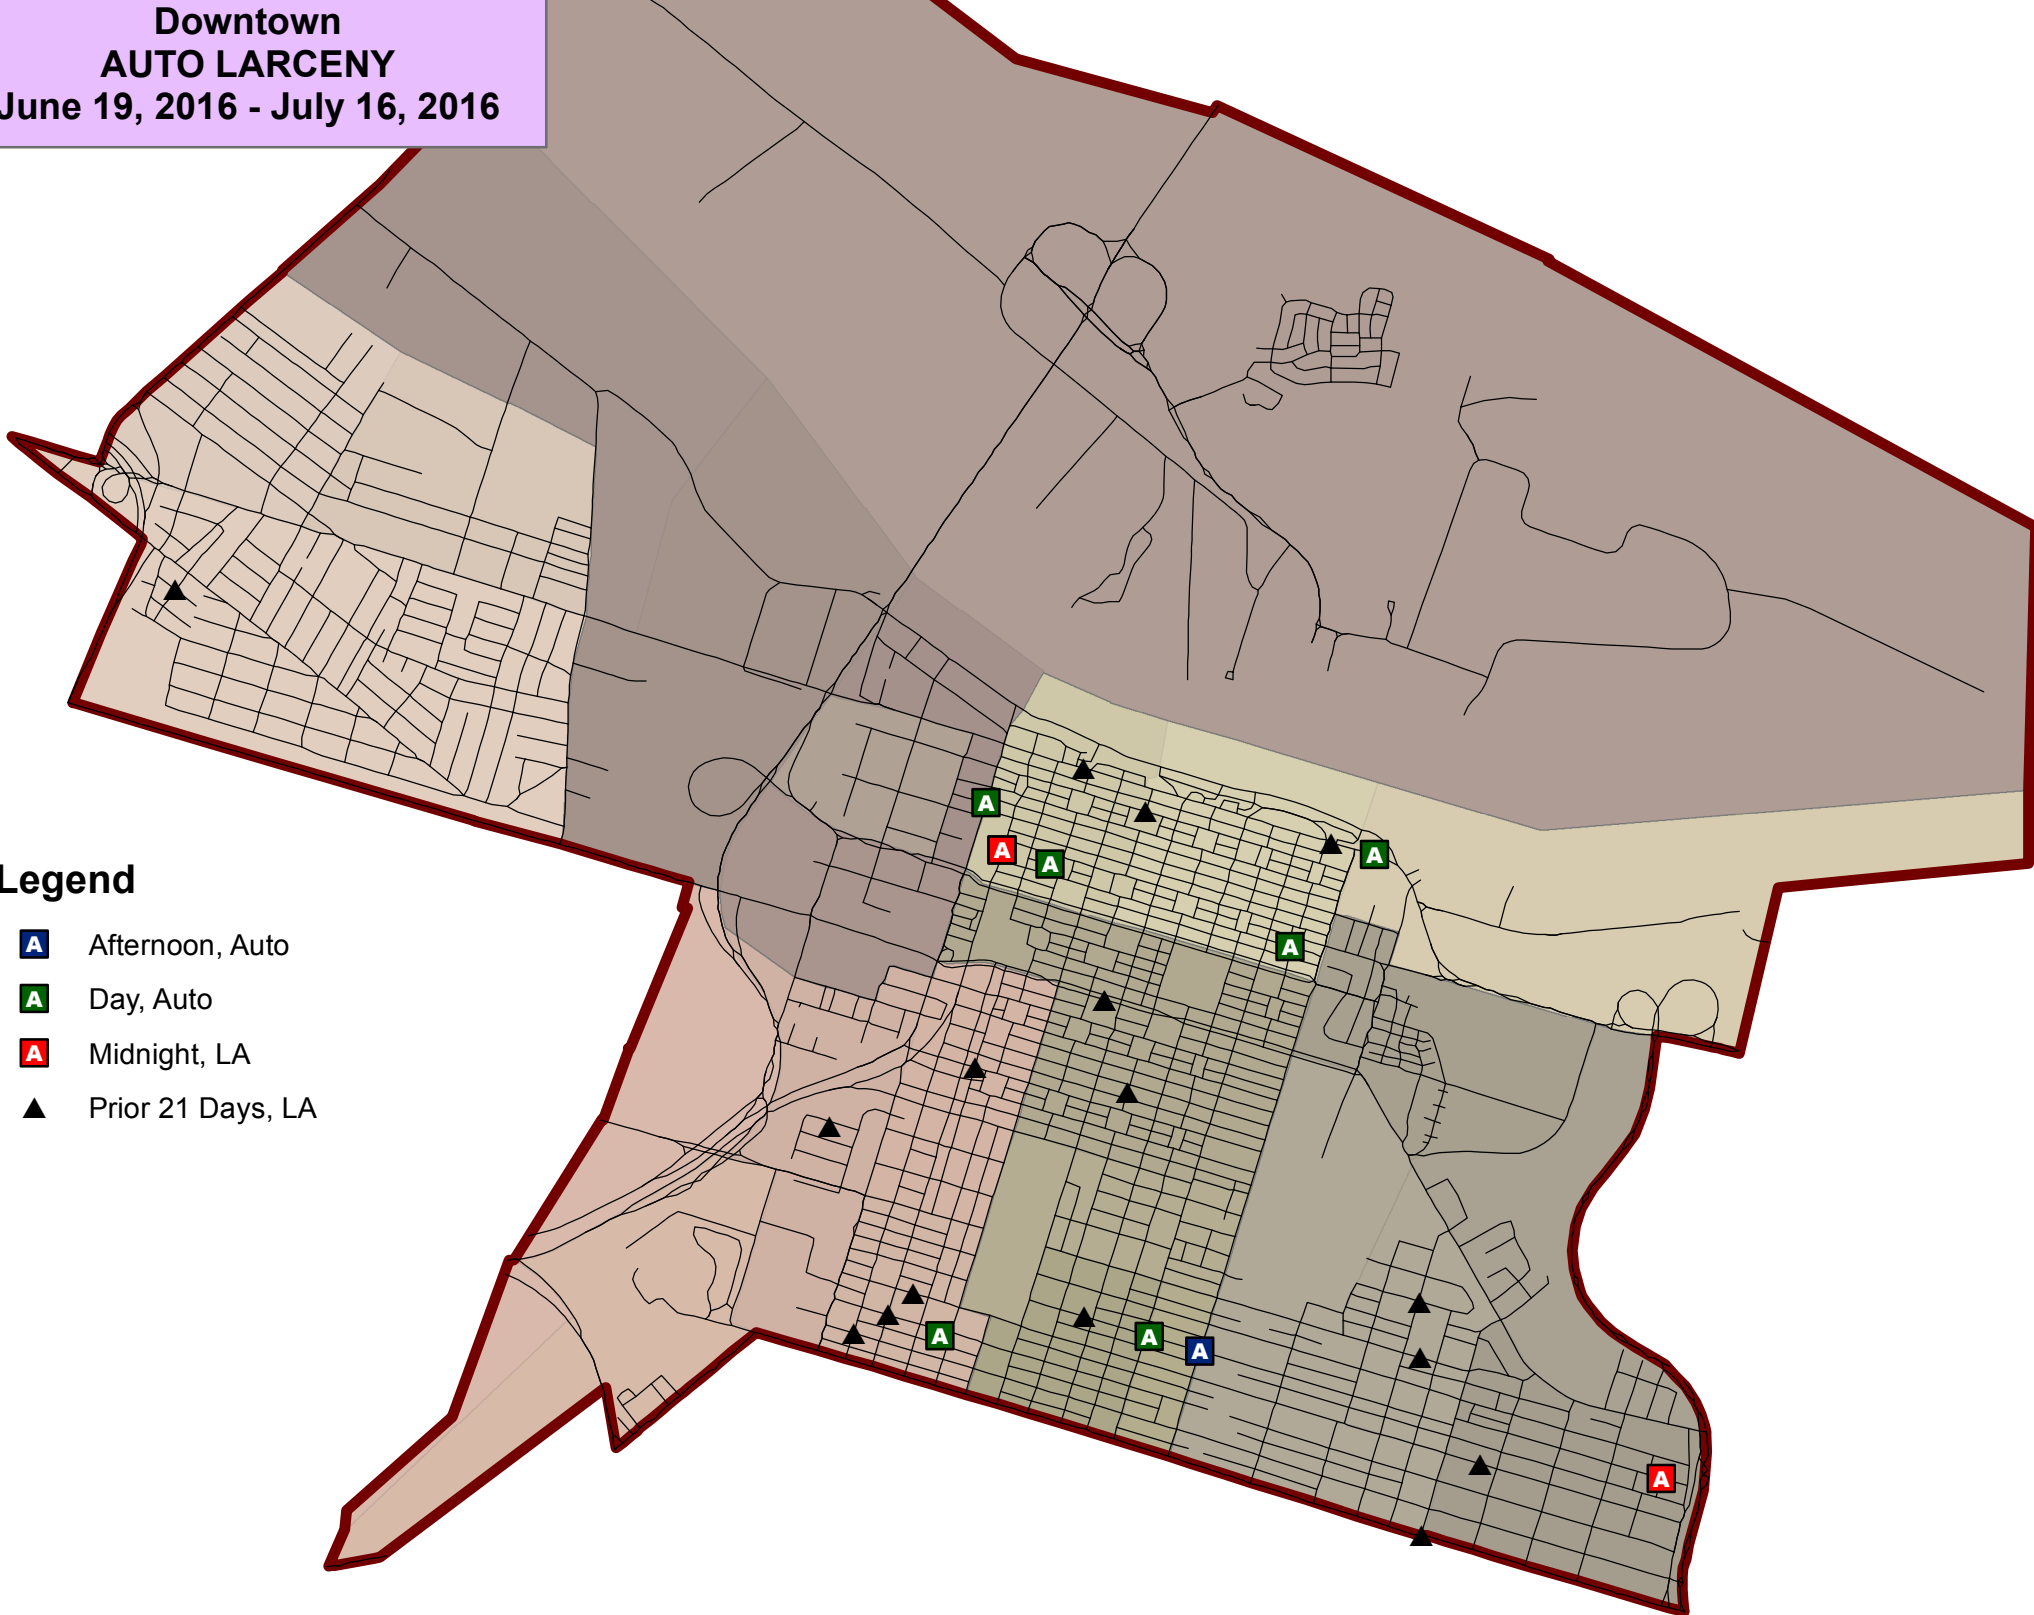 Downtown
AUTO LARCENY
June 19, 2016 - July 16, 2016
A
A
A
A
A
A
A
A
A
Legend
A Afternoon, Auto
A Day, Auto
A Midnight, LA
Prior 21 Days, LA